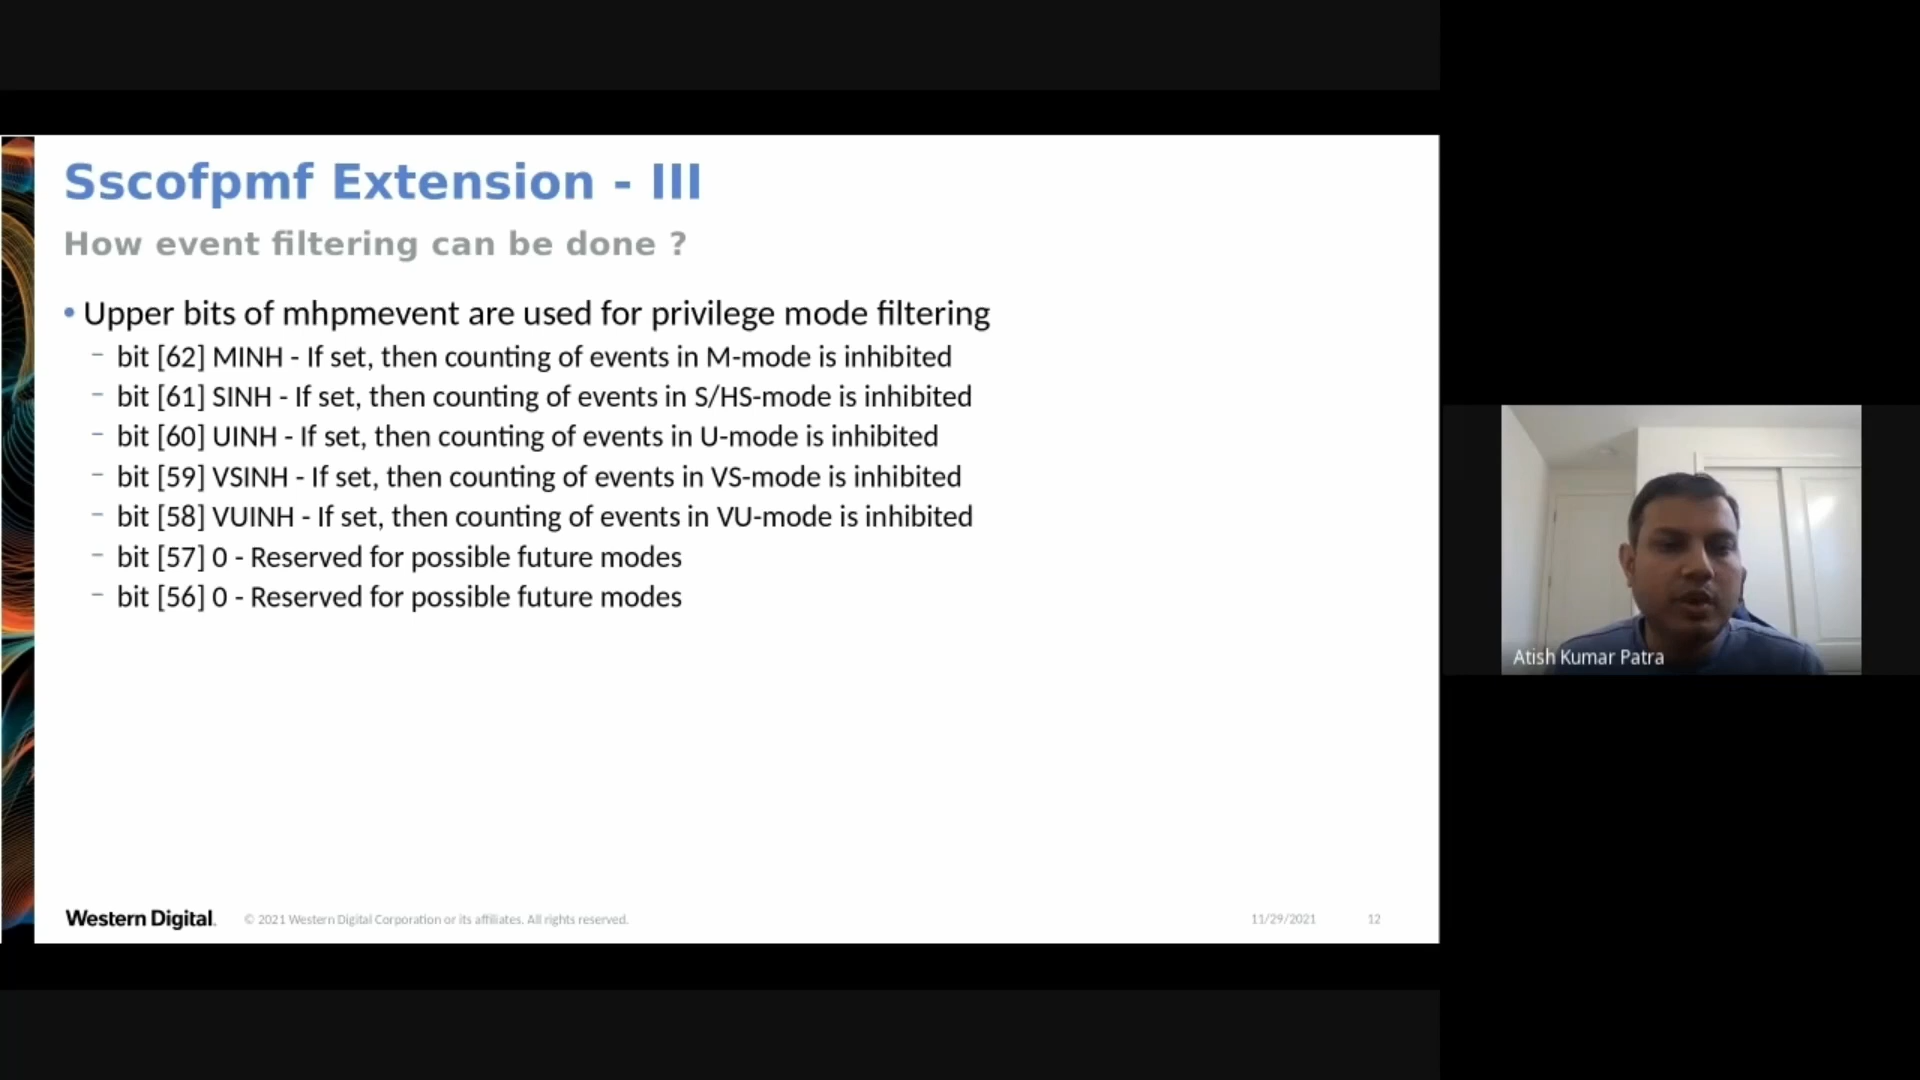 Sscofpmf Extension - III
How event filtering can be done ?
• Upper bits of mhpmevent are used for privilege mode filtering
– bit [62] MINH - If set, then counting of events in M-mode is inhibited
– bit [61] SINH - If set, then counting of events in S/HS-mode is inhibited
– bit [60] UINH - If set, then counting of events in U-mode is inhibited
– bit [59] VSINH - If set, then counting of events in VS-mode is inhibited
– bit [58] VUINH - If set, then counting of events in VU-mode is inhibited
– bit [57] 0 - Reserved for possible future modes
– bit [56] 0 - Reserved for possible future modes
Atish Kumar Patra
Western Digital. © 2021 Western Digital Corporation or its affiliates. All rights reserved. 11/29/2021 12